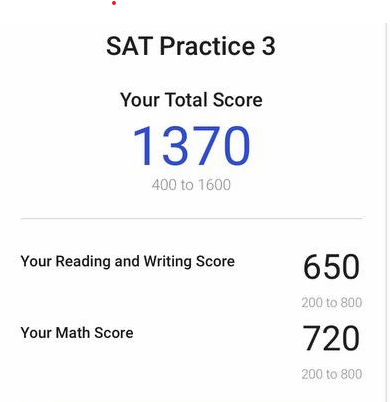 SAT Practice 3
Your Total Score
1370
400 to 1600
Your Reading and Writing Score
650
200 to 800
Your Math Score
720
200 to 800